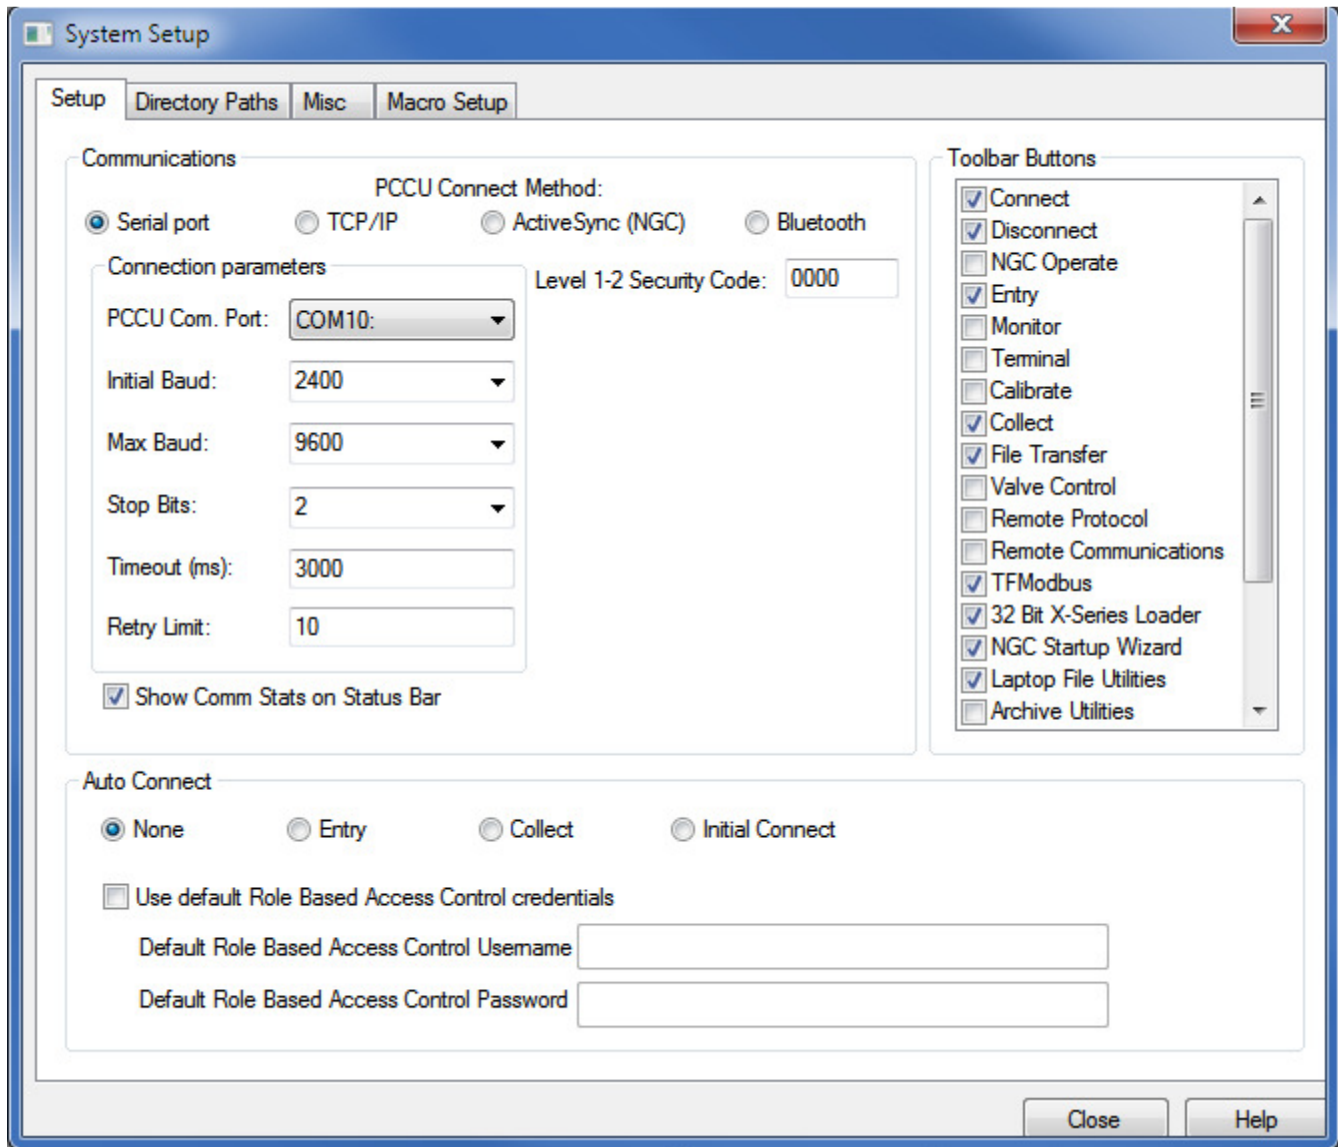 System Setup
Setup
Directory Paths
Misc
Macro Setup
Communications
PCCU Connect Method:
Serial port
TCP/IP
ActiveSync (NGC)
Bluetooth
Connection parameters
Level 1-2 Security Code: 0000
PCCU Com. Port: COM10:
Initial Baud: 2400
Max Baud: 9600
Stop Bits: 2
Timeout (ms): 3000
Retry Limit: 10
Show Comm Stats on Status Bar
Toolbar Buttons
Connect
Disconnect
NGC Operate
Entry
Monitor
Terminal
Calibrate
Collect
File Transfer
Valve Control
Remote Protocol
Remote Communications
TFModbus
32 Bit X-Series Loader
NGC Startup Wizard
Laptop File Utilities
Archive Utilities
Auto Connect
None
Entry
Collect
Initial Connect
Use default Role Based Access Control credentials
Default Role Based Access Control Username
Default Role Based Access Control Password
Close
Help